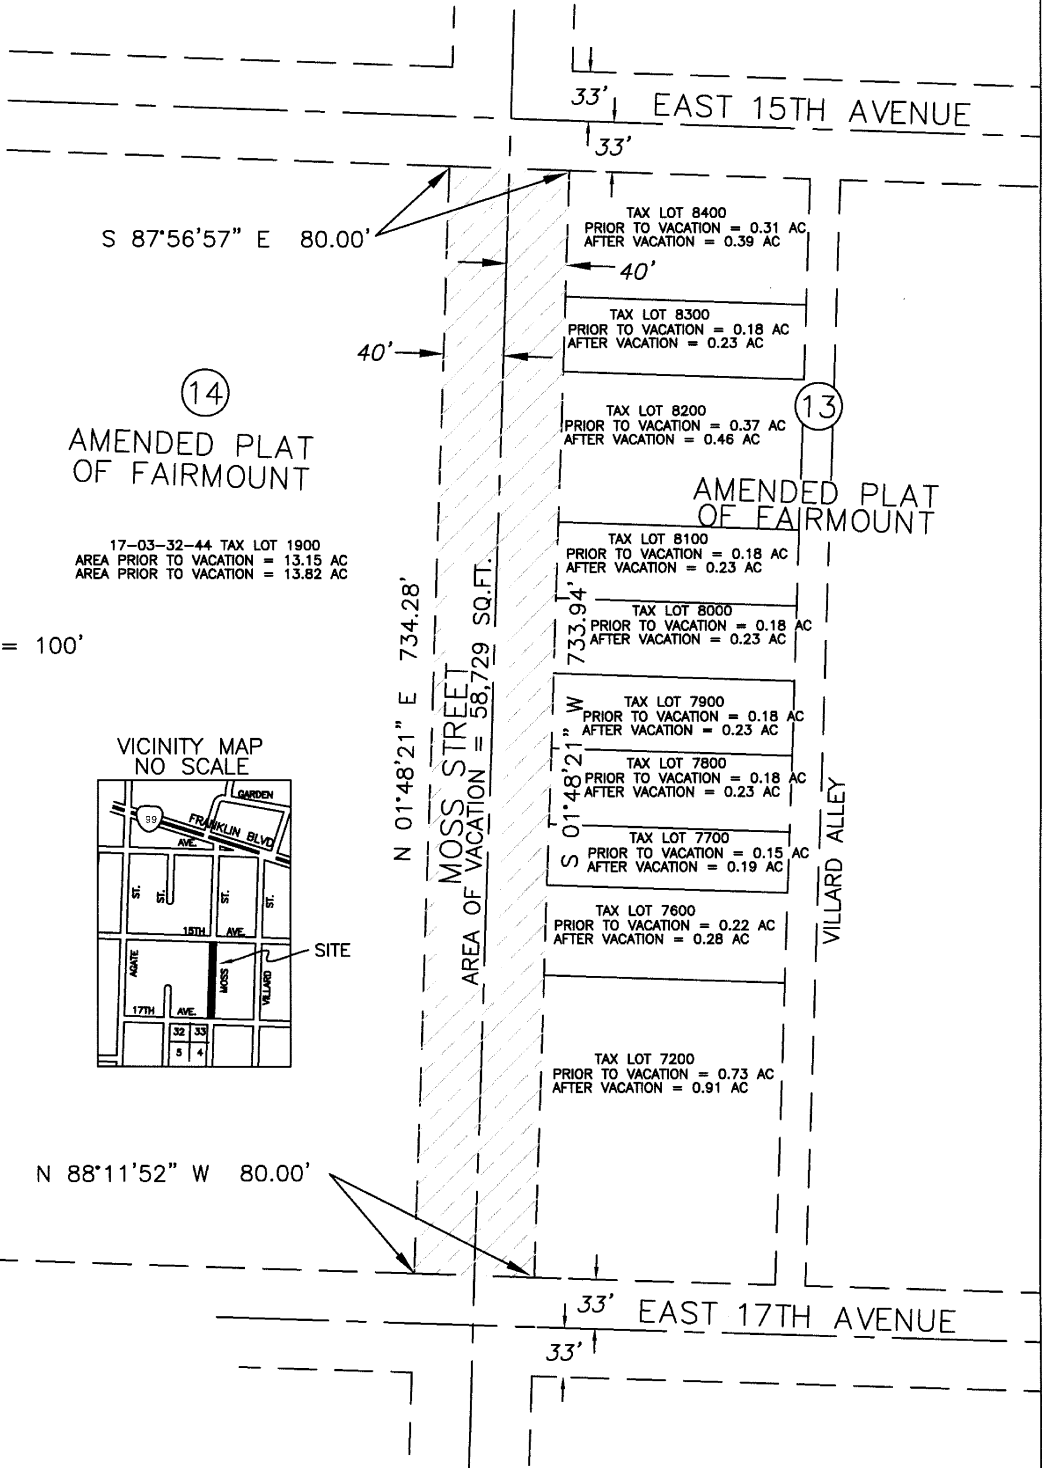 33'
EAST 15TH AVENUE
33'
S 87°56'57" E 80.00'
TAX LOT 8400
PRIOR TO VACATION = 0.31 AC
AFTER VACATION = 0.39 AC
40'
TAX LOT 8300
PRIOR TO VACATION = 0.18 AC
AFTER VACATION = 0.23 AC
40'
14
AMENDED PLAT
OF FAIRMOUNT
TAX LOT 8200
PRIOR TO VACATION = 0.37 AC
AFTER VACATION = 0.46 AC
13
AMENDED PLAT
OF FAIRMOUNT
17-03-32-44 TAX LOT 1900
AREA PRIOR TO VACATION = 13.15 AC
AREA PRIOR TO VACATION = 13.82 AC
TAX LOT 8100
PRIOR TO VACATION = 0.18 AC
AFTER VACATION = 0.23 AC
TAX LOT 8000
PRIOR TO VACATION = 0.18 AC
AFTER VACATION = 0.23 AC
= 100'
N 01°48'21" E 734.28'
MOSS STREET
AREA OF VACATION = 58,729 SQ.FT.
S 01°48'21" W 733.94'
TAX LOT 7900
PRIOR TO VACATION = 0.18 AC
AFTER VACATION = 0.23 AC
TAX LOT 7800
PRIOR TO VACATION = 0.18 AC
AFTER VACATION = 0.23 AC
TAX LOT 7700
PRIOR TO VACATION = 0.15 AC
AFTER VACATION = 0.19 AC
VILLARD ALLEY
TAX LOT 7600
PRIOR TO VACATION = 0.22 AC
AFTER VACATION = 0.28 AC
VICINITY MAP
NO SCALE
GARDEN
99
FRANKLIN BLVD
AVE.
ST.
ST.
ST.
ST.
15TH AVE.
SITE
AGATE
MOSS
VILLARD
17TH AVE.
32 33
5 4
TAX LOT 7200
PRIOR TO VACATION = 0.73 AC
AFTER VACATION = 0.91 AC
N 88°11'52" W 80.00'
33'
EAST 17TH AVENUE
33'